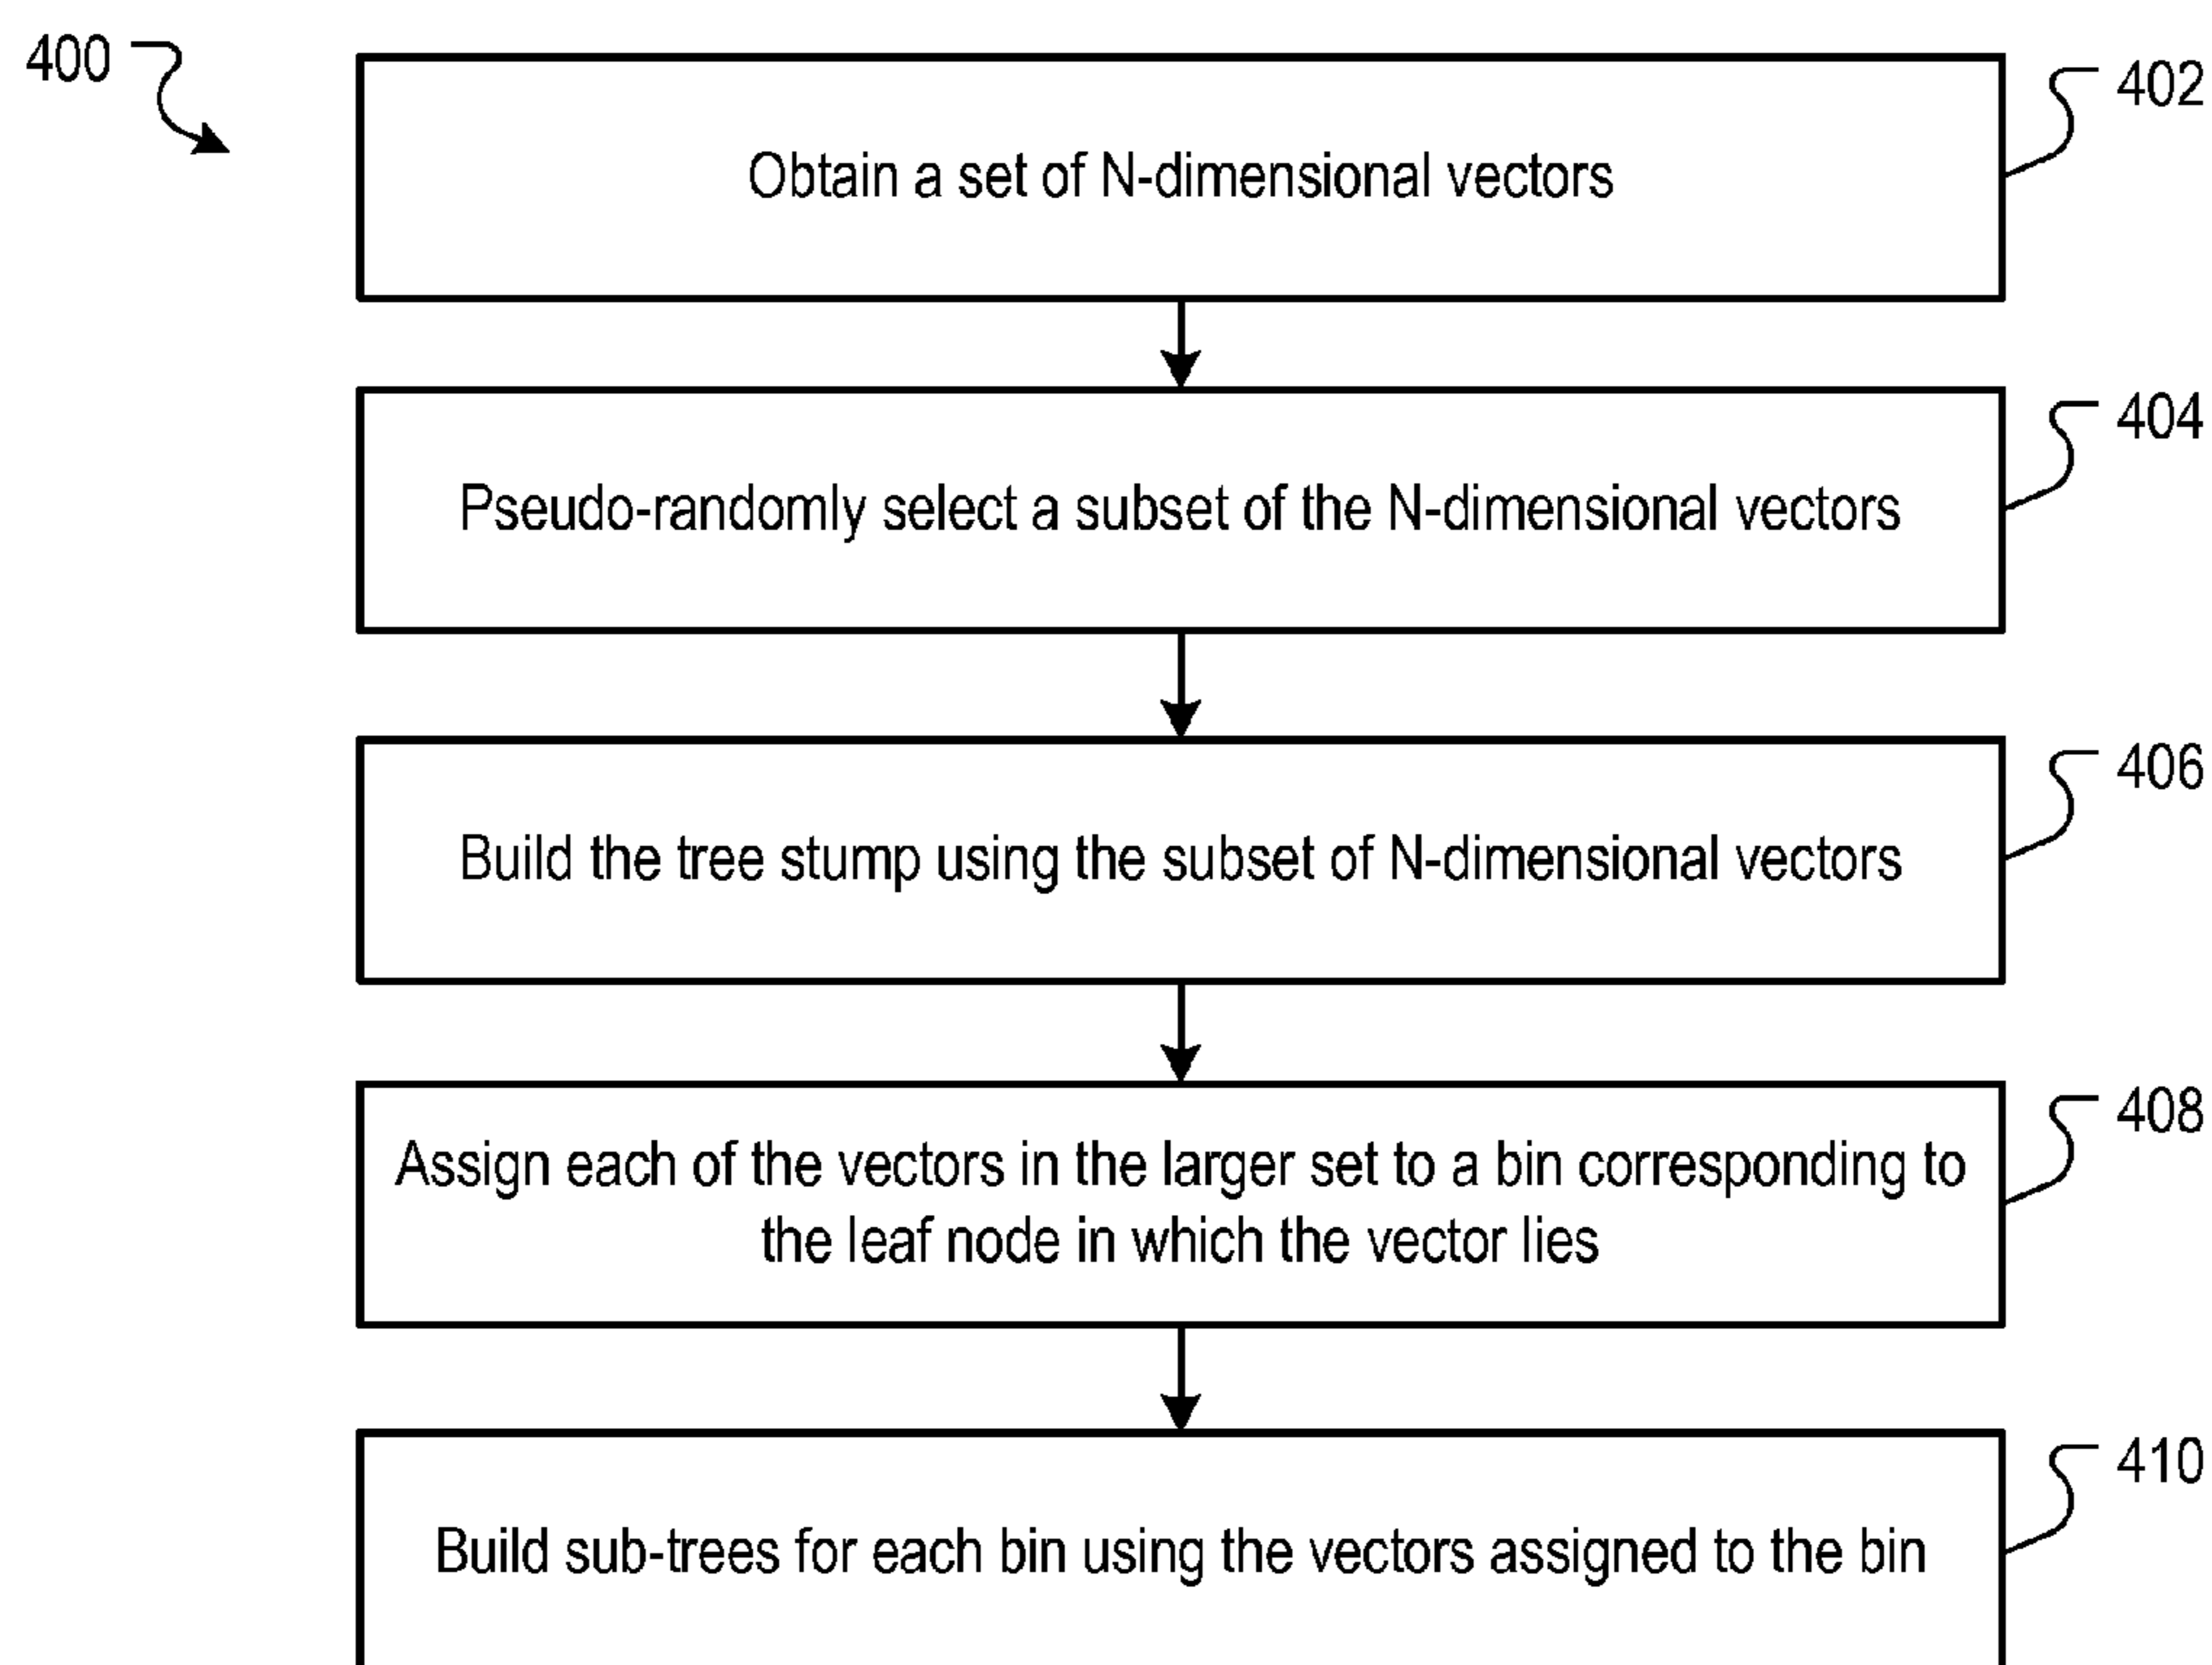 400
402
Obtain a set of N-dimensional vectors
404
Pseudo-randomly select a subset of the N-dimensional vectors
406
Build the tree stump using the subset of N-dimensional vectors
408
Assign each of the vectors in the larger set to a bin corresponding to
the leaf node in which the vector lies
410
Build sub-trees for each bin using the vectors assigned to the bin